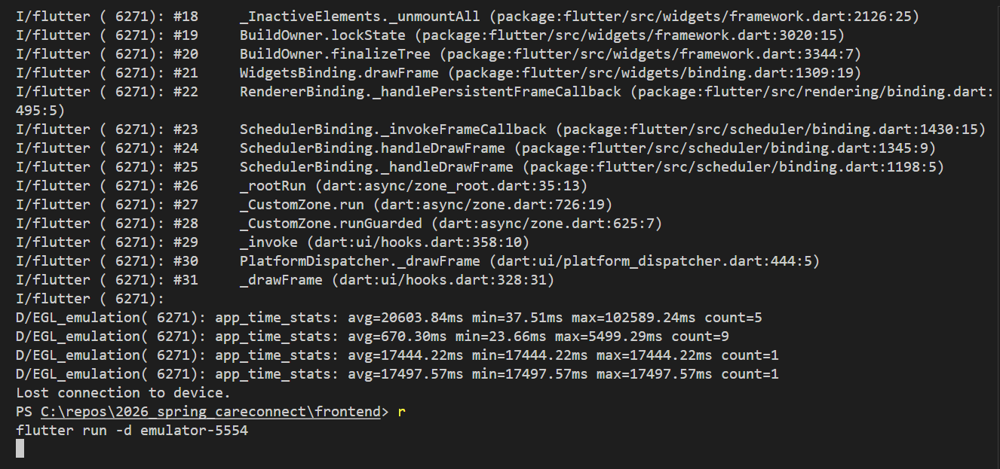 I/flutter ( 6271): #18     _InactiveElements._unmountAll (package:flutter/src/widgets/framework.dart:2126:25)
I/flutter ( 6271): #19     BuildOwner.lockState (package:flutter/src/widgets/framework.dart:3020:15)
I/flutter ( 6271): #20     BuildOwner.finalizeTree (package:flutter/src/widgets/framework.dart:3344:7)
I/flutter ( 6271): #21     WidgetsBinding.drawFrame (package:flutter/src/widgets/binding.dart:1309:19)
I/flutter ( 6271): #22     RendererBinding._handlePersistentFrameCallback (package:flutter/src/rendering/binding.dart:
495:5)
I/flutter ( 6271): #23     SchedulerBinding._invokeFrameCallback (package:flutter/src/scheduler/binding.dart:1430:15)
I/flutter ( 6271): #24     SchedulerBinding.handleDrawFrame (package:flutter/src/scheduler/binding.dart:1345:9)
I/flutter ( 6271): #25     SchedulerBinding._handleDrawFrame (package:flutter/src/scheduler/binding.dart:1198:5)
I/flutter ( 6271): #26     _rootRun (dart:async/zone_root.dart:35:13)
I/flutter ( 6271): #27     _CustomZone.run (dart:async/zone.dart:726:19)
I/flutter ( 6271): #28     _CustomZone.runGuarded (dart:async/zone.dart:625:7)
I/flutter ( 6271): #29     _invoke (dart:ui/hooks.dart:358:10)
I/flutter ( 6271): #30     PlatformDispatcher._drawFrame (dart:ui/platform_dispatcher.dart:444:5)
I/flutter ( 6271): #31     _drawFrame (dart:ui/hooks.dart:328:31)
I/flutter ( 6271):
D/EGL_emulation( 6271): app_time_stats: avg=20603.84ms min=37.51ms max=102589.24ms count=5
D/EGL_emulation( 6271): app_time_stats: avg=670.30ms min=23.66ms max=5499.29ms count=9
D/EGL_emulation( 6271): app_time_stats: avg=17444.22ms min=17444.22ms max=17444.22ms count=1
D/EGL_emulation( 6271): app_time_stats: avg=17497.57ms min=17497.57ms max=17497.57ms count=1
Lost connection to device.
PS C:\repos\2026_spring_careconnect\frontend> r
flutter run -d emulator-5554